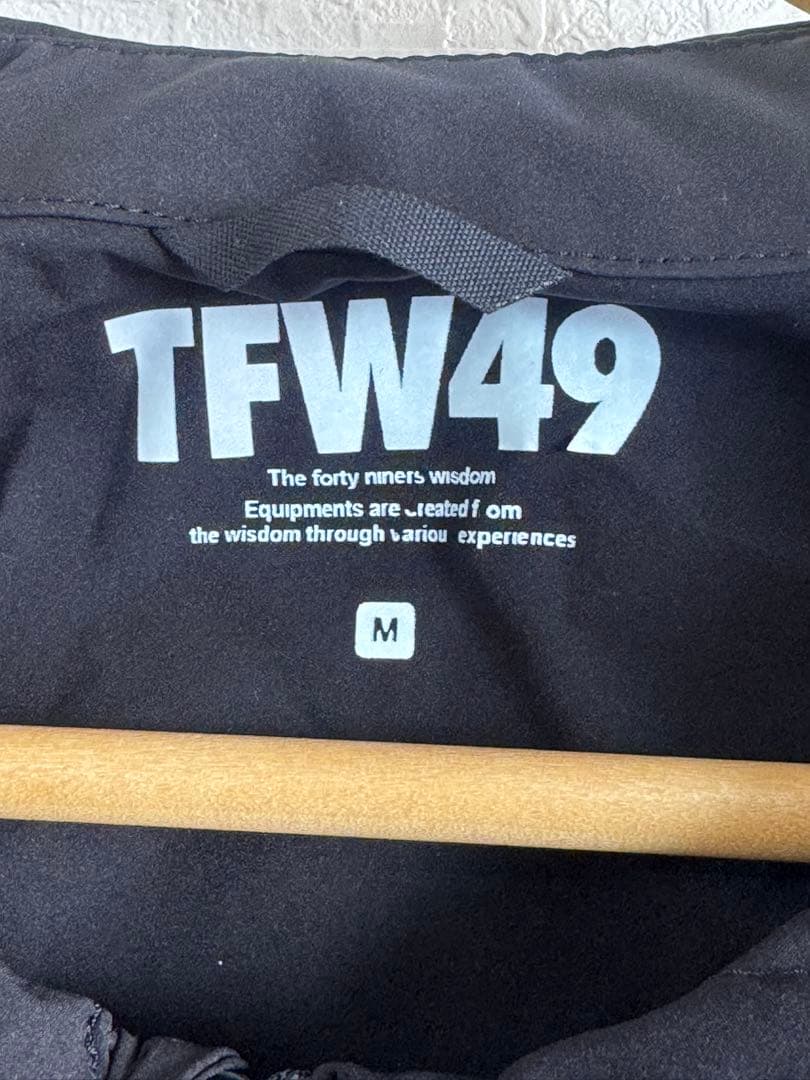 TFW49
The forty niners wisdom
Equipments are created from
the wisdom through various experiences
M